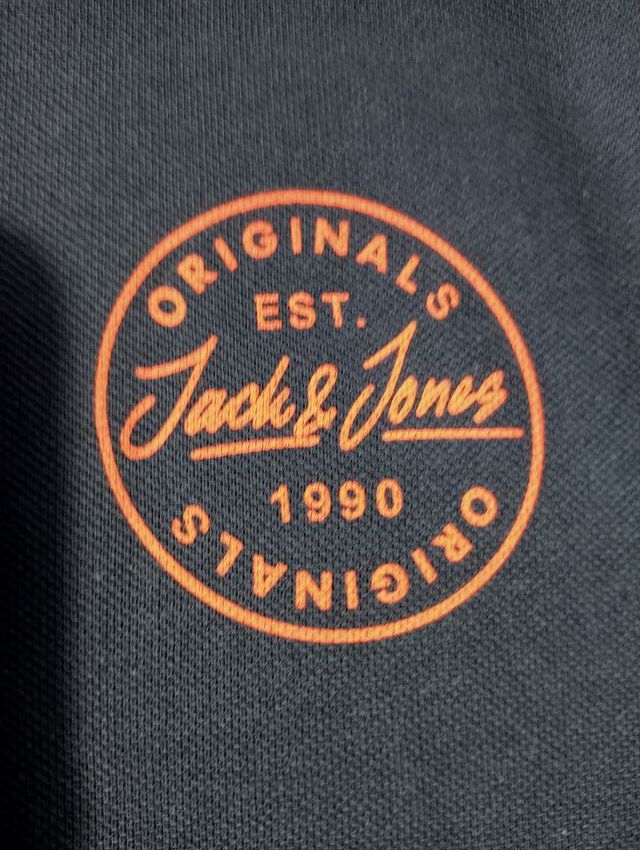 ORIGINALS
EST.
Jack & Jones
1990
ORIGINALS